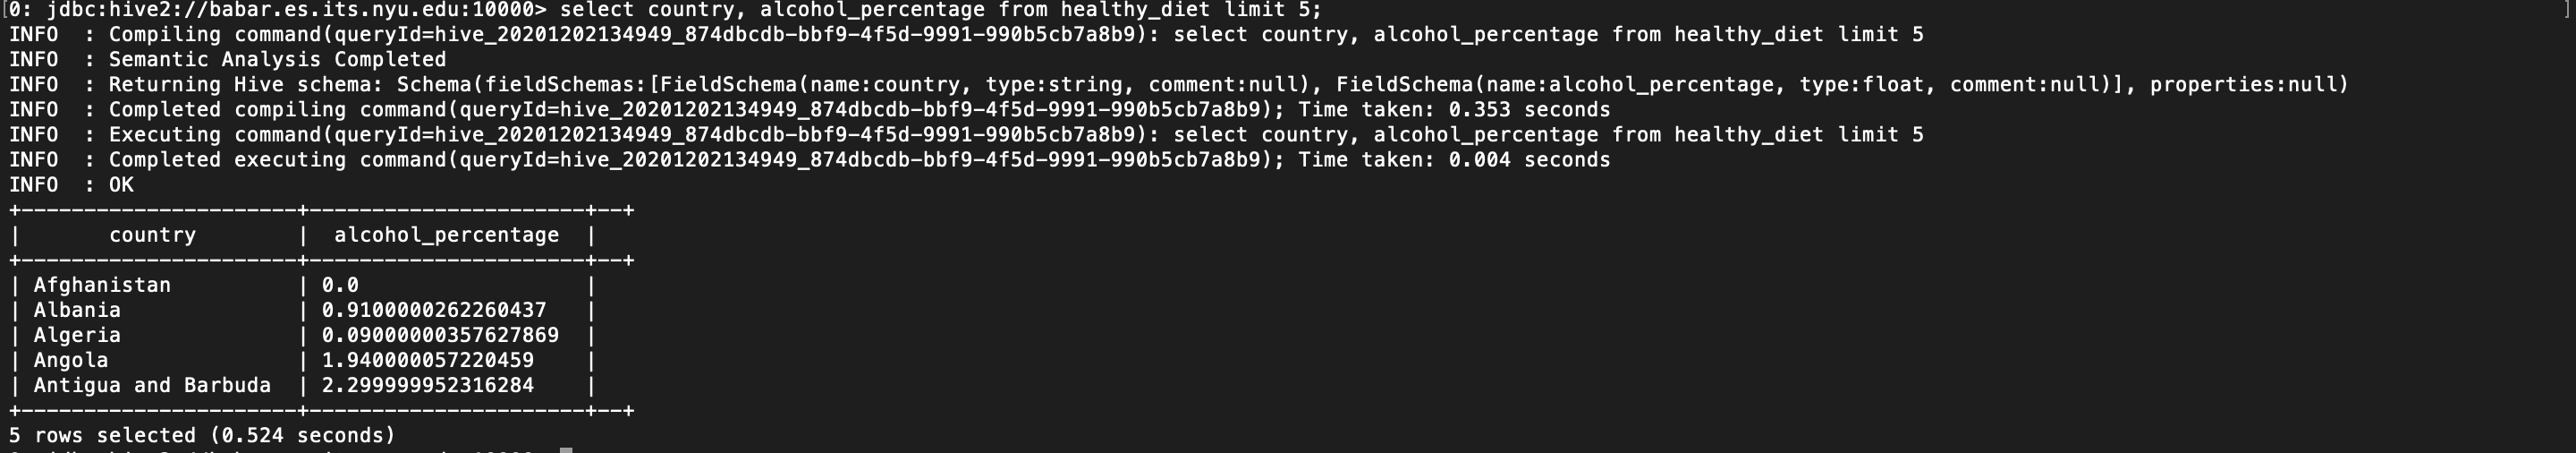 [0: jdbc:hive2://babar.es.its.nyu.edu:10000> select country, alcohol_percentage from healthy_diet limit 5; ]
INFO  : Compiling command(queryId=hive_20201202134949_874dbcdb-bbf9-4f5d-9991-990b5cb7a8b9): select country, alcohol_percentage from healthy_diet limit 5
INFO  : Semantic Analysis Completed
INFO  : Returning Hive schema: Schema(fieldSchemas:[FieldSchema(name:country, type:string, comment:null), FieldSchema(name:alcohol_percentage, type:float, comment:null)], properties:null)
INFO  : Completed compiling command(queryId=hive_20201202134949_874dbcdb-bbf9-4f5d-9991-990b5cb7a8b9); Time taken: 0.353 seconds
INFO  : Executing command(queryId=hive_20201202134949_874dbcdb-bbf9-4f5d-9991-990b5cb7a8b9): select country, alcohol_percentage from healthy_diet limit 5
INFO  : Completed executing command(queryId=hive_20201202134949_874dbcdb-bbf9-4f5d-9991-990b5cb7a8b9); Time taken: 0.004 seconds
INFO  : OK
+----------------------+----------------------+--+
|       country        |  alcohol_percentage  |
+----------------------+----------------------+--+
| Afghanistan          | 0.0                  |
| Albania              | 0.9100000262260437   |
| Algeria              | 0.09000000357627869  |
| Angola               | 1.940000057220459    |
| Antigua and Barbuda  | 2.299999952316284    |
+----------------------+----------------------+--+
5 rows selected (0.524 seconds)